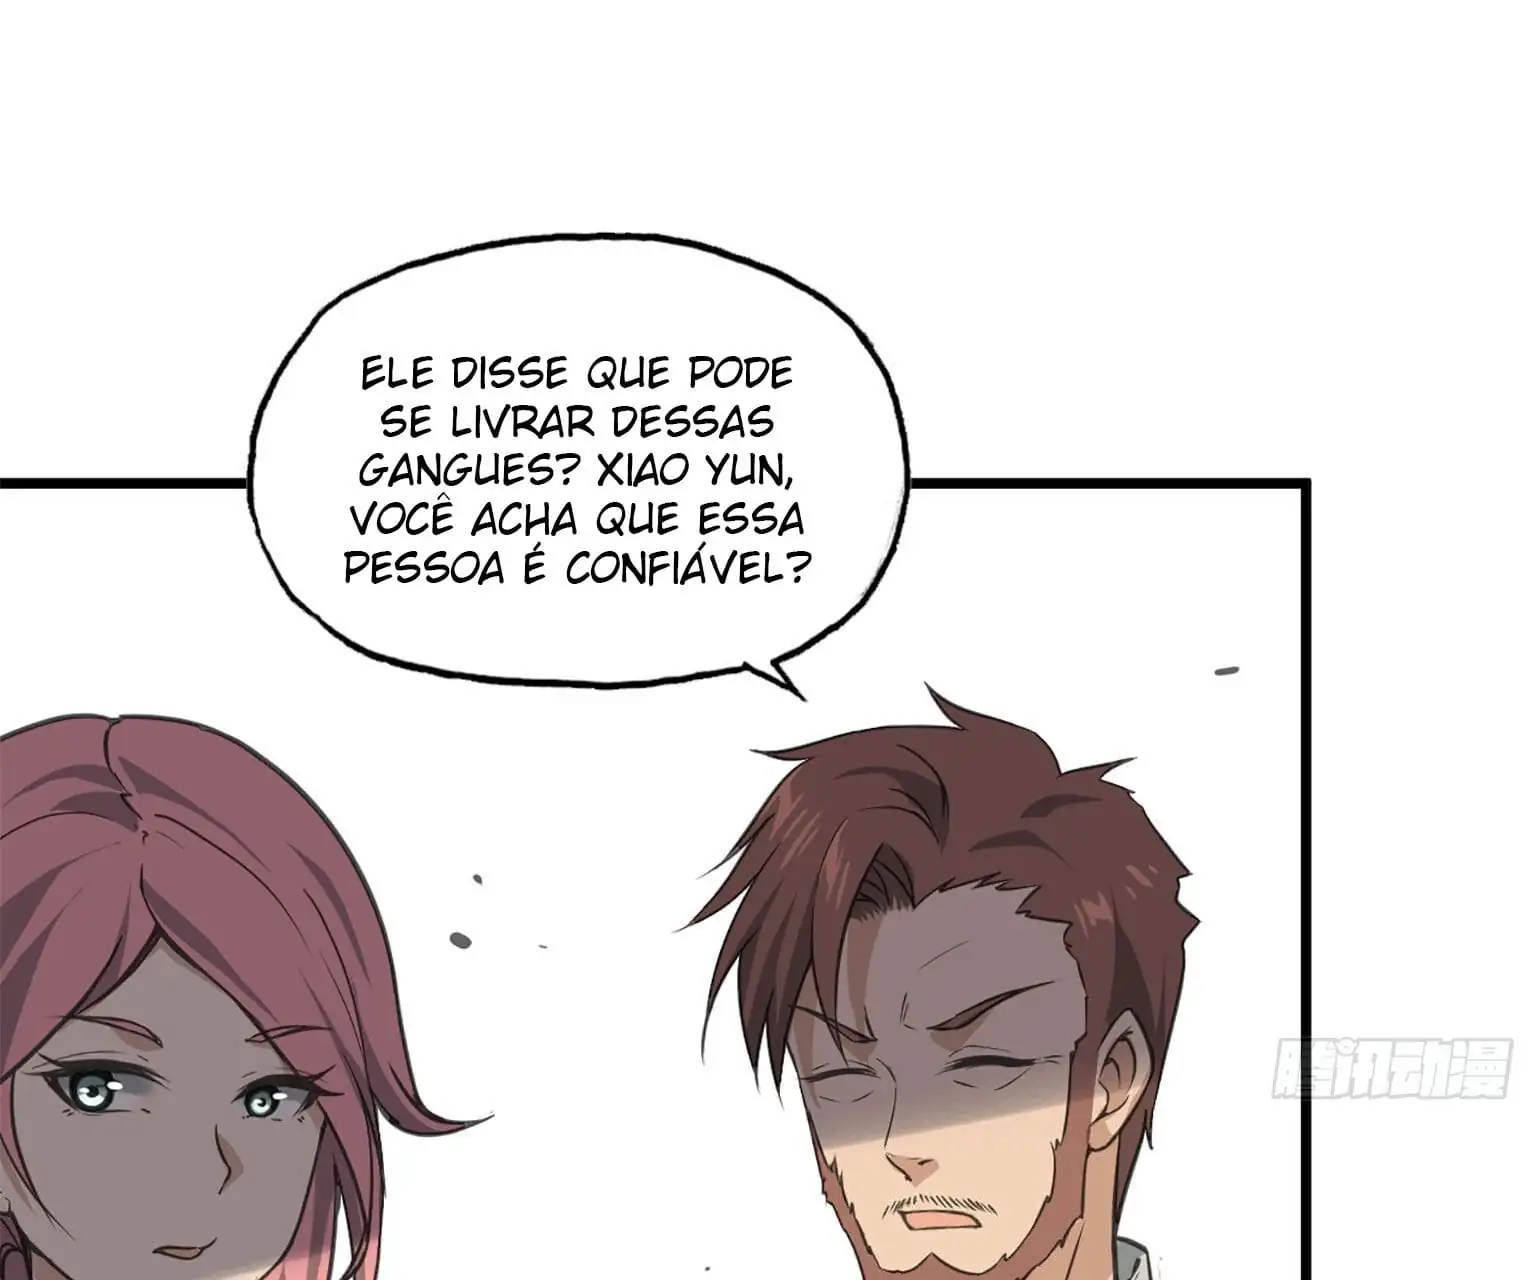 ELE DISSE QUE PODE
SE LIVRAR DESSAS
GANGUES? XIAO YUN,
VOCÊ ACHA QUE ESSA
PESSOA É CONFIÁVEL?
腾讯动漫